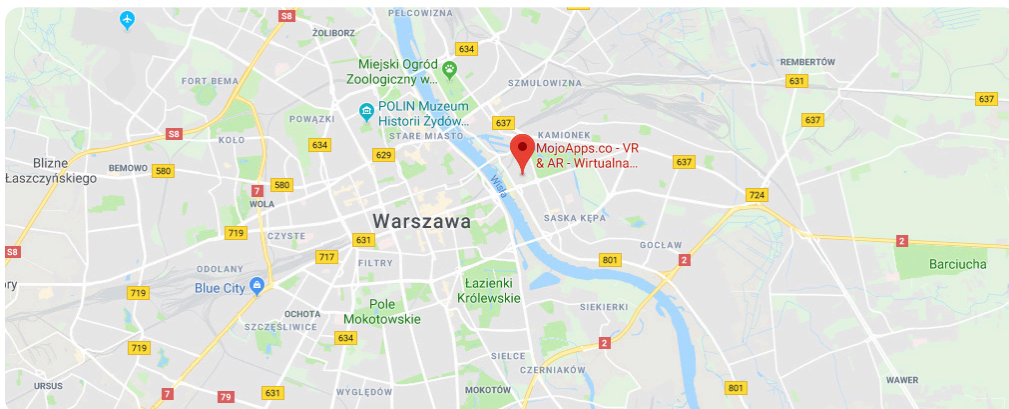 PELCOWIZNA
S8
ŻOLIBORZ
634
REMBERTÓW
Miejski Ogród
Zoologiczny w...
FORT BEMA
SZMULOWIZNA
631
637
POLIN Muzeum
Historii Żydów...
POWĄZKI
637
637
STARE MIASTO
KAMIONEK
S8
KOŁO
634
MojoApps.co - VR
& AR - Wirtualna...
629
637
Blizne
Łaszczyńskiego
BEMOWO
580
580
7
WOLA
Wisła
724
Warszawa
SASKA KĘPA
719
CZYSTE
631
GOCŁAW
2
S8
717
FILTRY
801
2
Barciucha
ODOLANY
ory
Blue City
719
Łazienki
Królewskie
Pole
Mokotowskie
SIEKIERKI
OCHOTA
SZCZĘŚLIWICE
634
2
719
SIELCE
CZERNIAKÓW
URSUS
WAWER
7
79
631
WYGLĘDÓW
MOKOTÓW
801